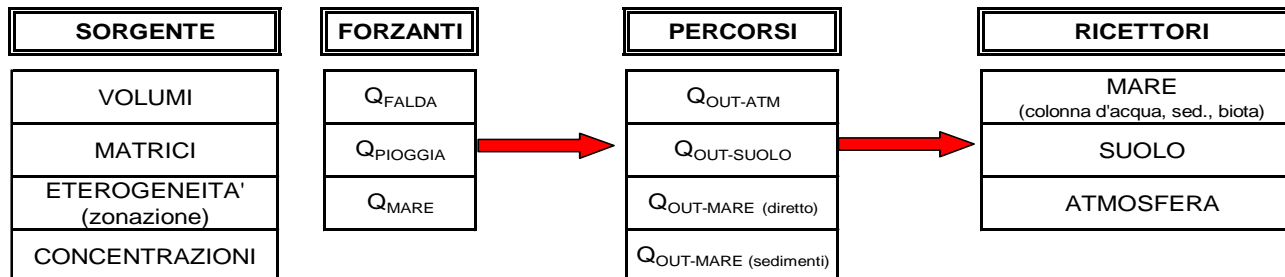 SORGENTE
VOLUMI
MATRICI
ETEROGENEITA'
(zonazione)
CONCENTRAZIONI
FORZANTI
QFALDA
QPIOGGIA
QMARE
PERCORSI
QOUT-ATM
QOUT-SUOLO
QOUT-MARE (diretto)
QOUT-MARE (sedimenti)
RICETTORI
MARE
(colonna d'acqua, sed., biota)
SUOLO
ATMOSFERA